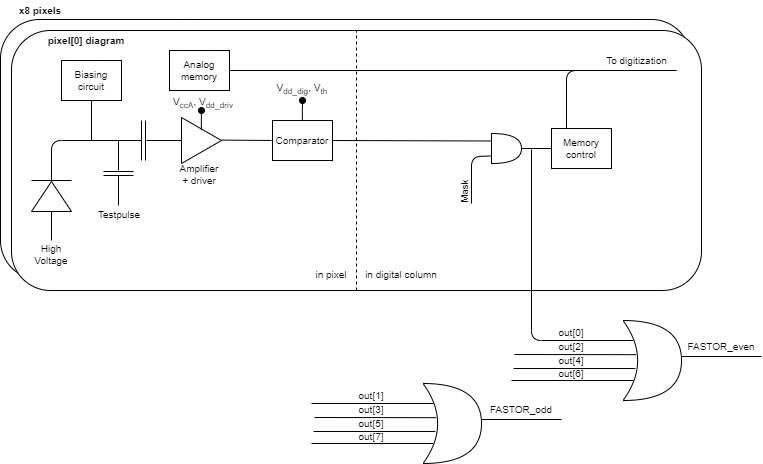 x8 pixels
pixel[0] diagram
Biasing
circuit
Analog
memory
To digitization
VccA, Vdd_driv
Vdd_dig, Vth
Comparator
Amplifier
+ driver
Memory
control
Mask
Testpulse
High
Voltage
in pixel
in digital column
out[0]
out[2]
out[4]
out[6]
FASTOR_even
out[1]
out[3]
out[5]
out[7]
FASTOR_odd